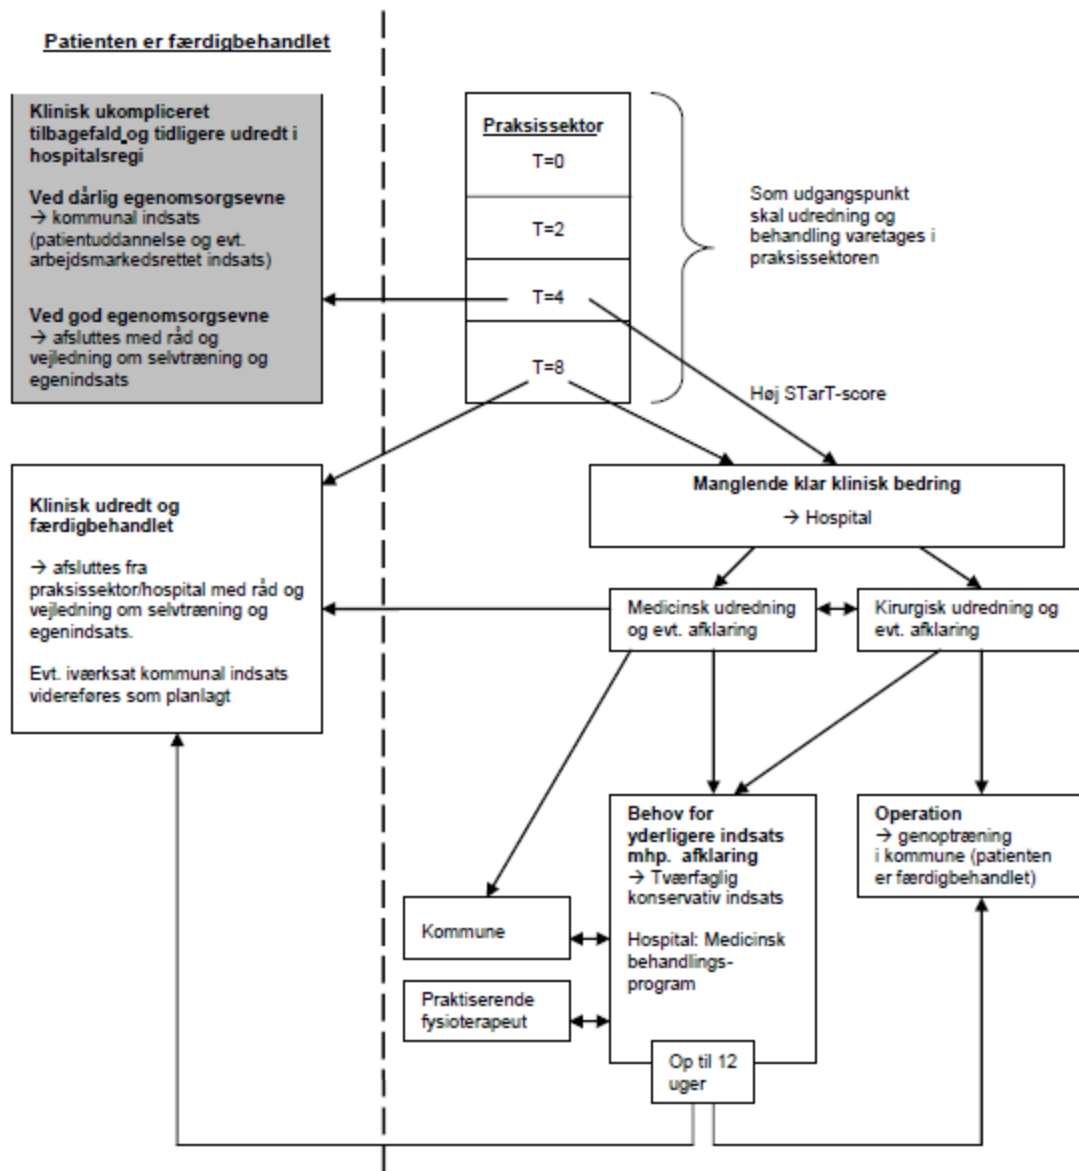 Patienten er færdigbehandlet
Klinisk ukompliceret
tilbagefald og tidligere udredt i
hospitalsregi
Ved dårlig egenomsorgsevne
→ kommunal indsats
(patientuddannelse og evt.
arbejdsmarkedsrettet indsats)
Ved god egenomsorgsevne
→ afsluttes med råd og
vejledning om selvtræning og
egenindsats
Praksissektor
T=0
T=2
T=4
T=8
Som udgangspunkt
skal udredning og
behandling varetages i
praksissektoren
Høj STarT-score
Klinisk udredt og
færdigbehandlet
→ afsluttes fra
praksissektor/hospital med råd og
vejledning om selvtræning og
egenindsats.
Evt. iværksat kommunal indsats
videreføres som planlagt
Manglende klar klinisk bedring
→ Hospital
Medicinsk udredning
og evt. afklaring
Kirurgisk udredning og
evt. afklaring
Behov for
yderligere indsats
mhp. afklaring
→ Tværfaglig
konservativ indsats
Hospital: Medicinsk
behandlings-
program
Operation
→ genoptræning
i kommune (patienten
er færdigbehandlet)
Kommune
Praktiserende
fysioterapeut
Op til 12
uger